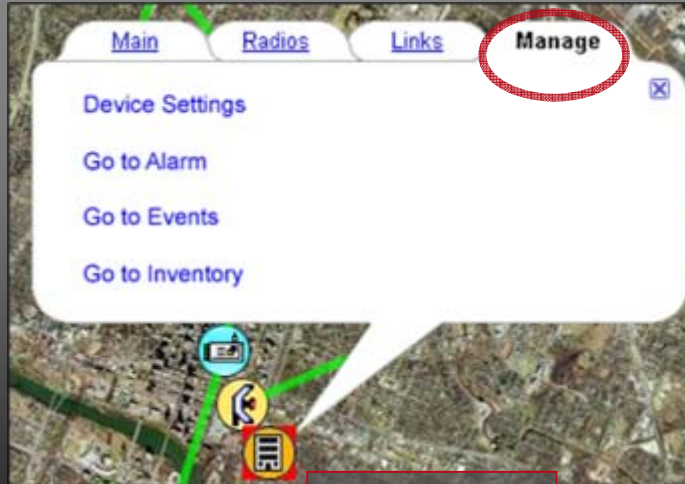 Main Radios Links Manage
Device Settings
Go to Alarm
Go to Events
Go to Inventory